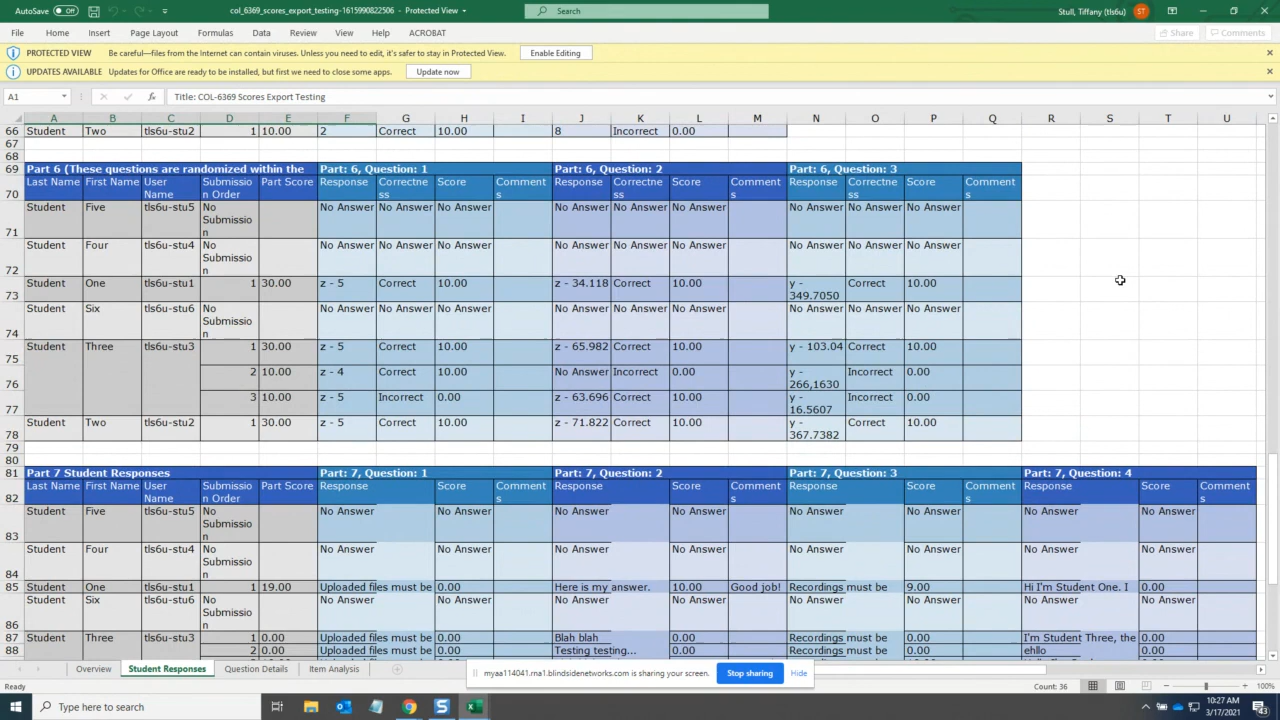 AutoSave Off col_6369_scores_export_testing-1615990822506 - Protected View Search Stull, Tiffany (tls6u) ST
File Home Insert Page Layout Formulas Data Review View Help ACROBAT Share Comments
PROTECTED VIEW Be careful—files from the Internet can contain viruses. Unless you need to edit, it's safer to stay in Protected View. Enable Editing
UPDATES AVAILABLE Updates for Office are ready to be installed, but first we need to close some apps. Update now
A1 fx Title: COL-6369 Scores Export Testing
A B C D E F G H I J K L M N O P Q R S T U
66 Student Two tls6u-stu2 1 10.00 2 Correct 10.00 8 Incorrect 0.00
67
68
69 Part 6 (These questions are randomized within the Part: 6, Question: 1 Part: 6, Question: 2 Part: 6, Question: 3
70 Last Name First Name User Name Submission Order Part Score Response Correctness Score Comments Response Correctness Score Comments Response Correctness Score Comments
71 Student Five tls6u-stu5 No Submission No Answer No Answer No Answer No Answer No Answer No Answer No Answer No Answer No Answer
72 Student Four tls6u-stu4 No Submission No Answer No Answer No Answer No Answer No Answer No Answer No Answer No Answer No Answer
73 Student One tls6u-stu1 1 30.00 z - 5 Correct 10.00 z - 34.118 Correct 10.00 y - 349.7050 Correct 10.00
74 Student Six tls6u-stu6 No Submission No Answer No Answer No Answer No Answer No Answer No Answer No Answer No Answer No Answer
75 Student Three tls6u-stu3 1 30.00 z - 5 Correct 10.00 z - 65.982 Correct 10.00 y - 103.04 Correct 10.00
76 2 10.00 z - 4 Correct 10.00 No Answer Incorrect 0.00 y - 266,1630 Incorrect 0.00
77 3 10.00 z - 5 Incorrect 0.00 z - 63.696 Correct 10.00 y - 16.5607 Incorrect 0.00
78 Student Two tls6u-stu2 1 30.00 z - 5 Correct 10.00 z - 71.822 Correct 10.00 y - 367.7382 Correct 10.00
79
80
81 Part 7 Student Responses Part: 7, Question: 1 Part: 7, Question: 2 Part: 7, Question: 3 Part: 7, Question: 4
82 Last Name First Name User Name Submission Order Part Score Response Score Comments Response Score Comments Response Score Comments Response Score Comments
83 Student Five tls6u-stu5 No Submission No Answer No Answer No Answer No Answer No Answer No Answer No Answer No Answer
84 Student Four tls6u-stu4 No Submission No Answer No Answer No Answer No Answer No Answer No Answer No Answer No Answer
85 Student One tls6u-stu1 1 19.00 Uploaded files must be 0.00 Here is my answer. 10.00 Good job! Recordings must be 9.00 Hi I'm Student One. I 0.00
86 Student Six tls6u-stu6 No Submission No Answer No Answer No Answer No Answer No Answer No Answer No Answer No Answer
87 Student Three tls6u-stu3 1 0.00 Uploaded files must be 0.00 Blah blah 0.00 Recordings must be 0.00 I'm Student Three, the 0.00
88 2 0.00 Uploaded files must be 0.00 Testing testing... 0.00 Recordings must be 0.00 ehllo 0.00
Overview Student Responses Question Details Item Analysis
myaa114041.rna1.blindsidenetworks.com is sharing your screen. Stop sharing Hide
Ready Count: 36 100%
Type here to search 10:27 AM
3/17/2021 43